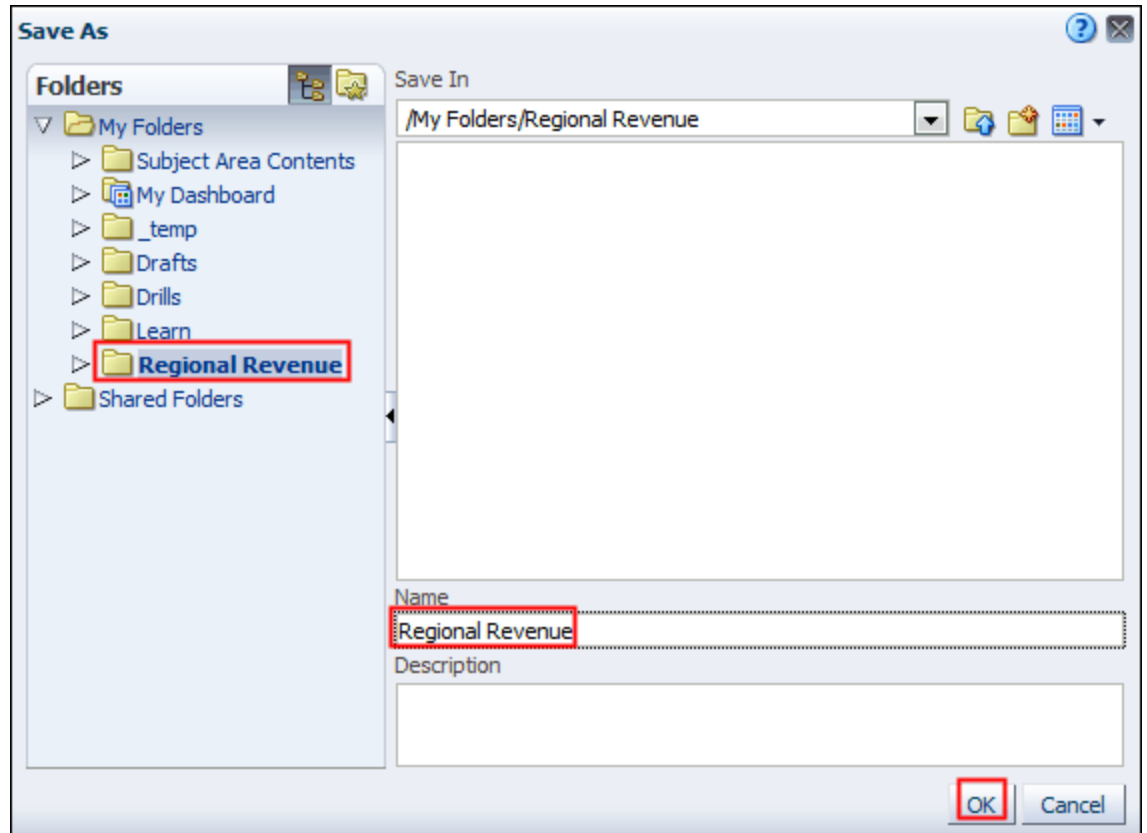 Save As
Folders
My Folders
Subject Area Contents
My Dashboard
_temp
Drafts
Drills
Learn
Regional Revenue
Shared Folders
Save In
/My Folders/Regional Revenue
Name
Regional Revenue
Description
OK
Cancel